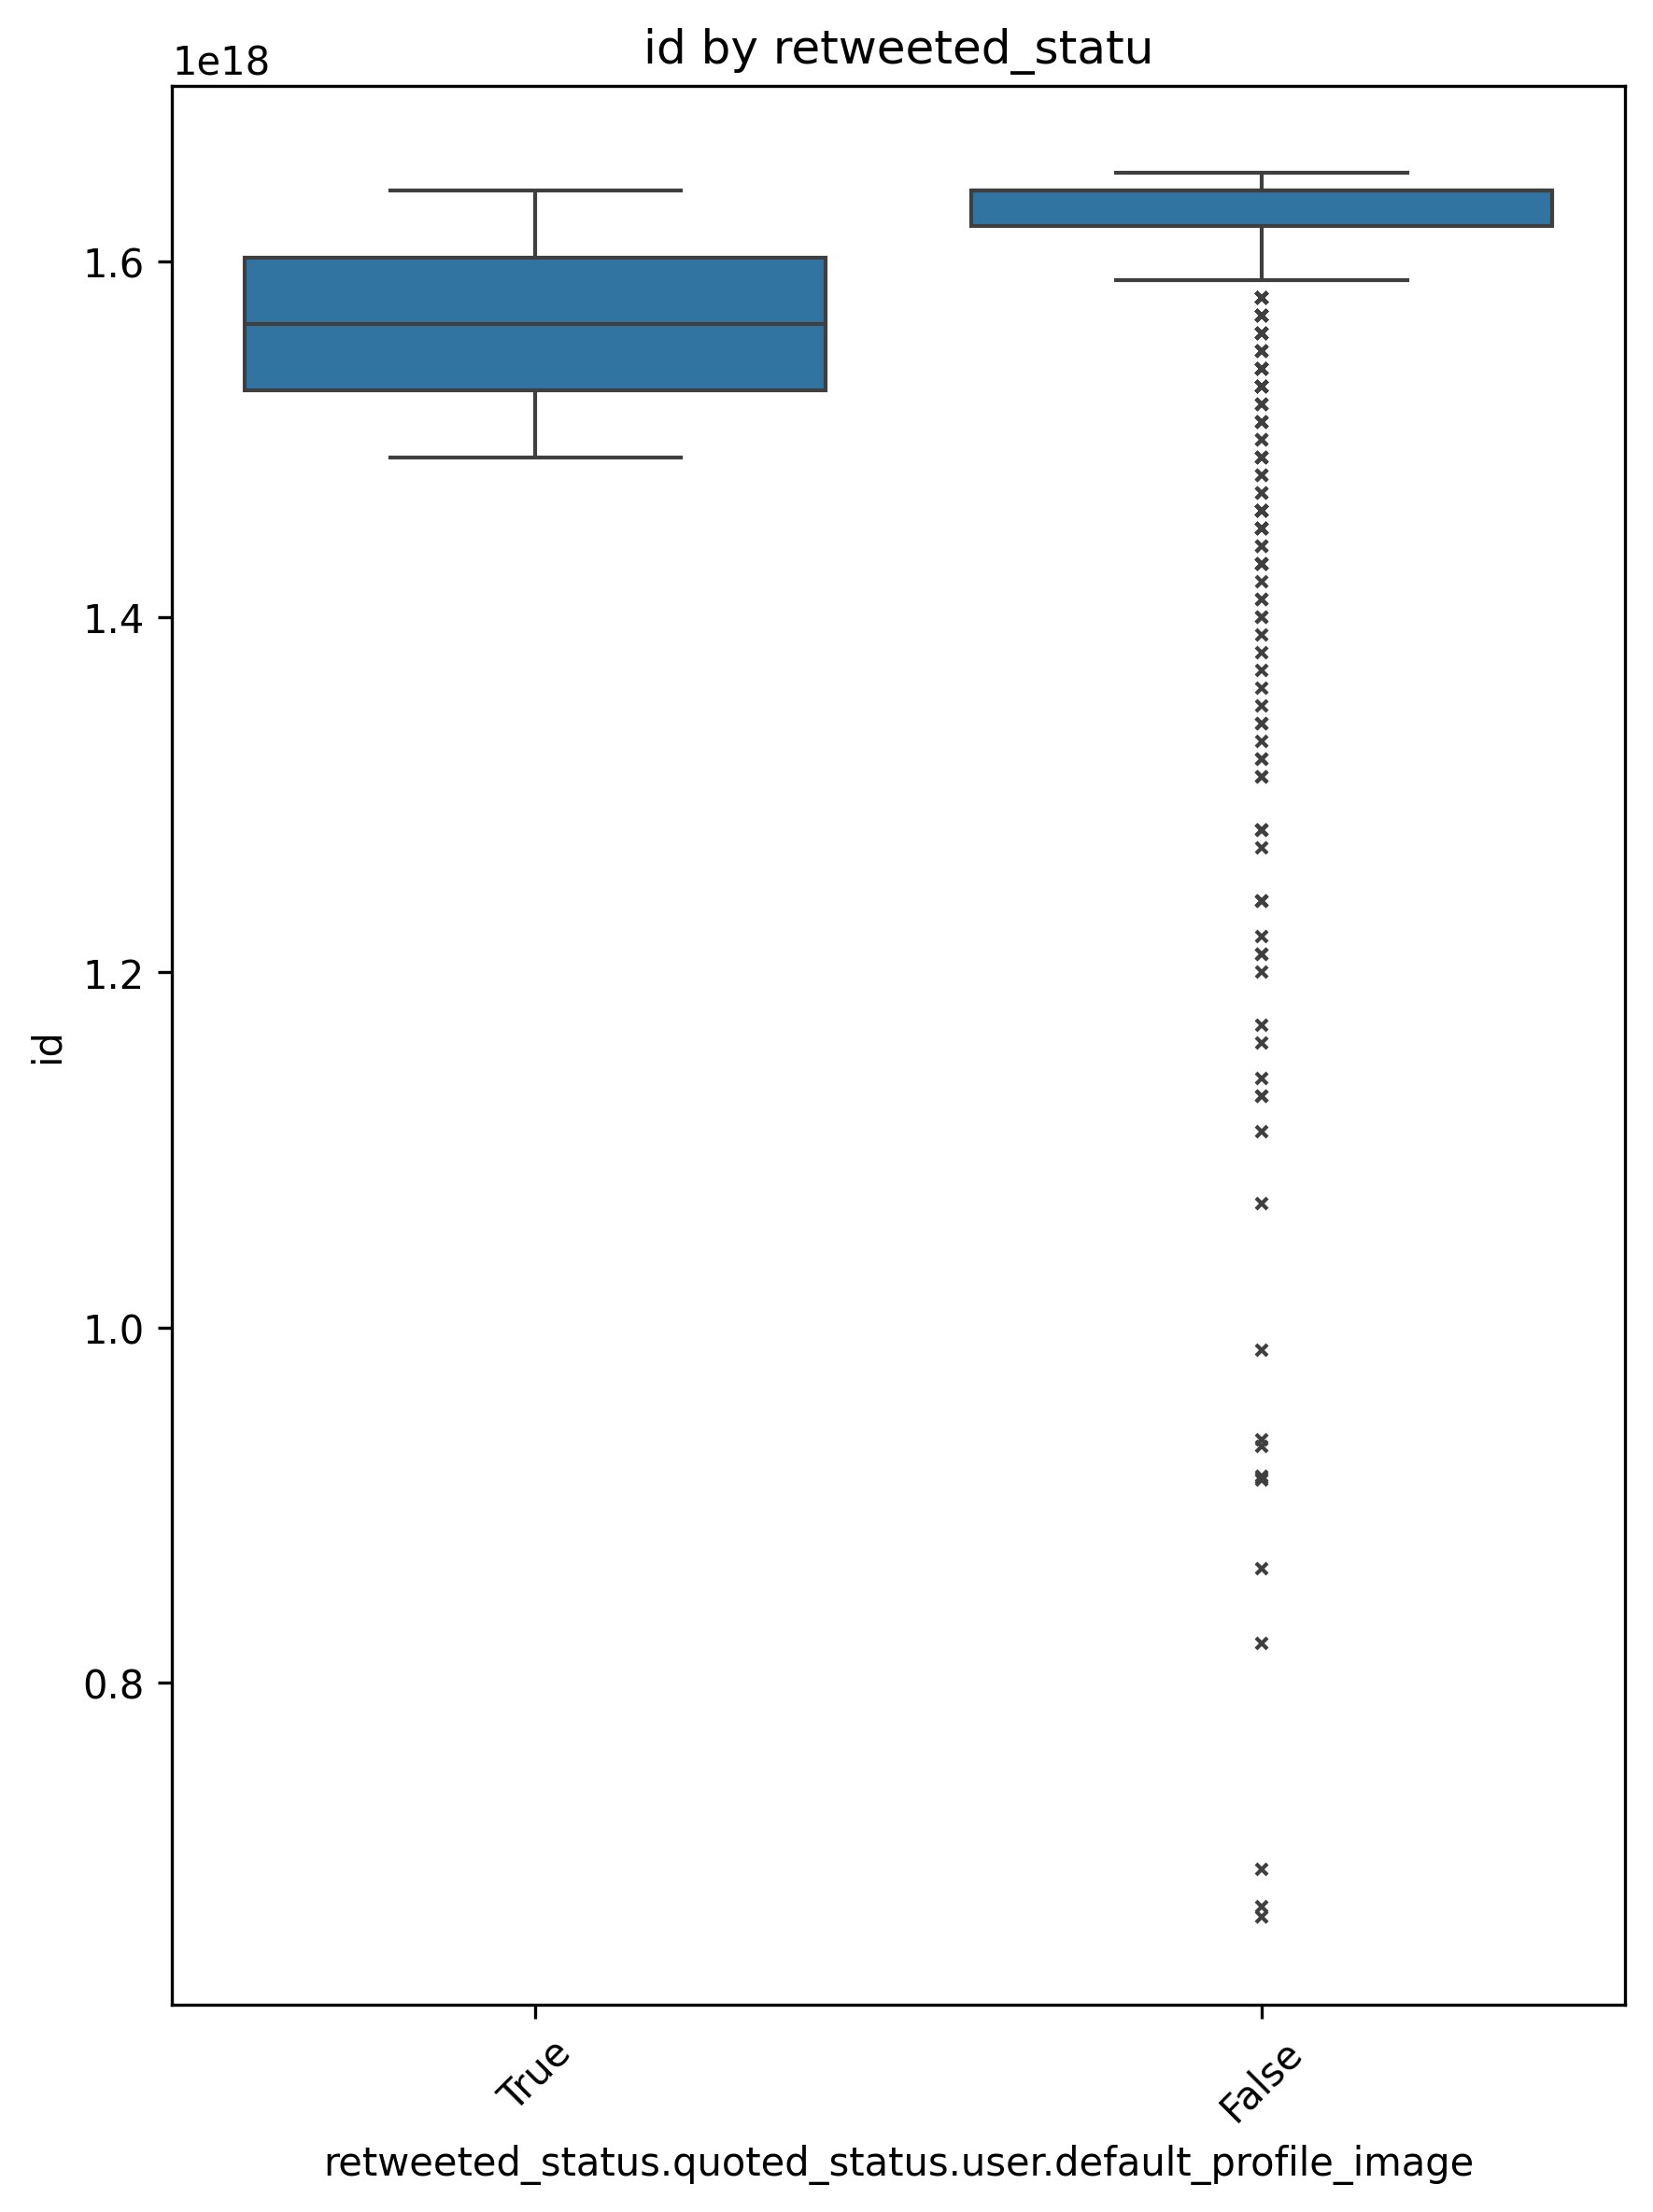 id by retweeted_statu
1e18
1.6
1.4
1.2
1.0
0.8
id
True
False
retweeted_status.quoted_status.user.default_profile_image